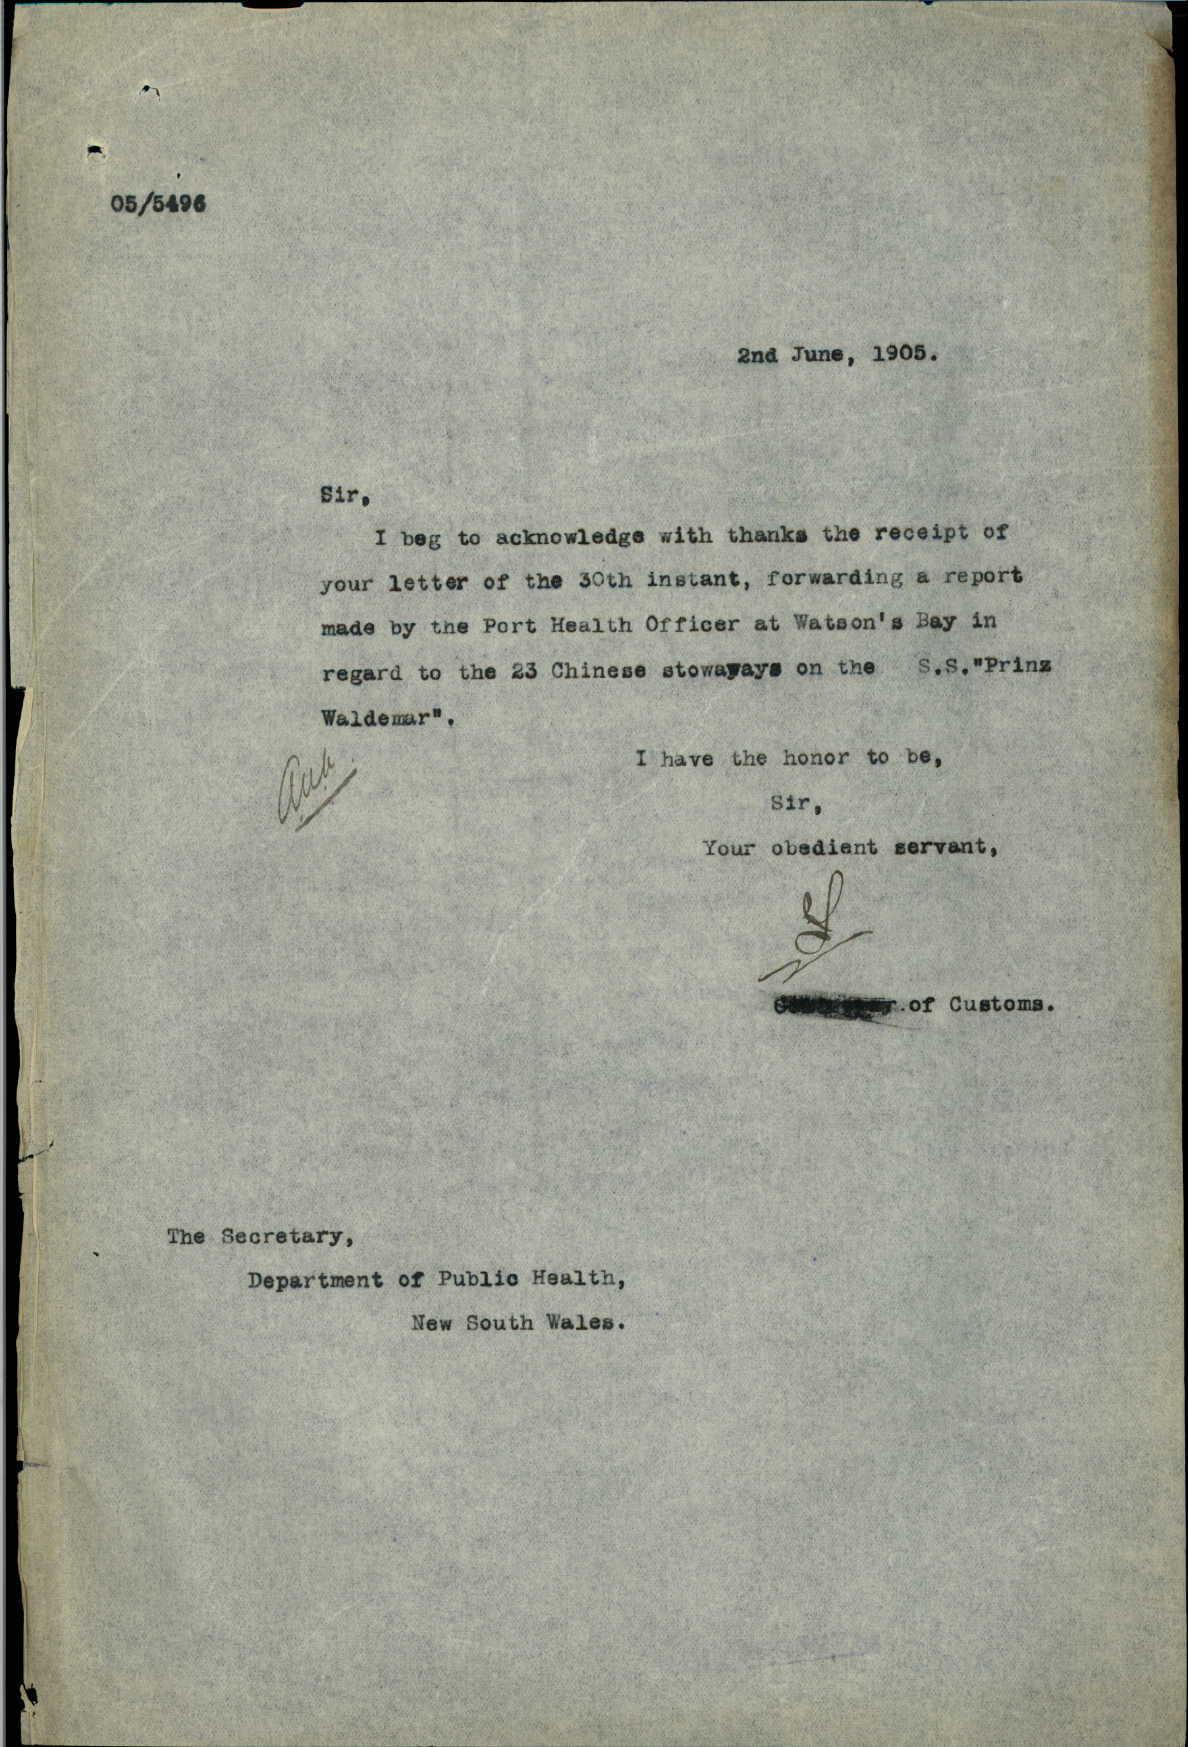 05/5496
2nd June, 1905.
Sir,
I beg to acknowledge with thanks the receipt of
your letter of the 30th instant, forwarding a report
made by the Port Health Officer at Watson's Bay in
regard to the 23 Chinese stowaways on the S.S."Prinz
Waldemar".
I have the honor to be,
Sir,
Your obedient servant,
of Customs.
The Secretary,
Department of Public Health,
New South Wales.